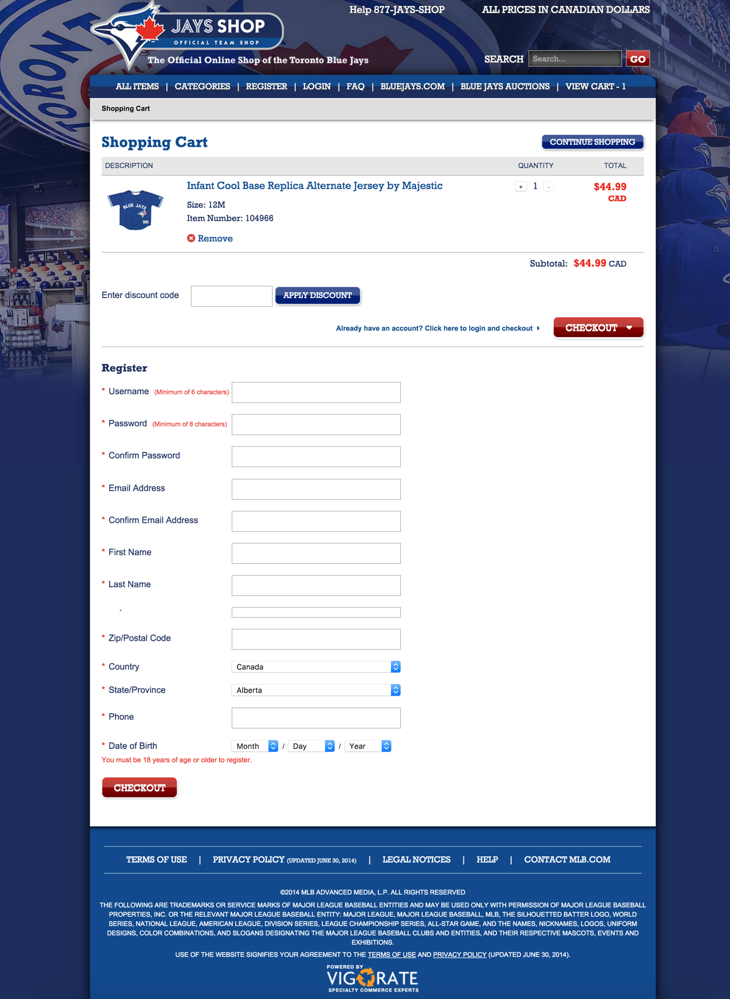 Help 877-JAYS-SHOP
ALL PRICES IN CANADIAN DOLLARS
JAYS SHOP
OFFICIAL TEAM SHOP
The Official Online Shop of the Toronto Blue Jays
TORONTO
SEARCH Search... GO
ALL ITEMS | CATEGORIES | REGISTER | LOGIN | FAQ | BLUEJAYS.COM | BLUE JAYS AUCTIONS | VIEW CART - 1
Shopping Cart
Shopping Cart
CONTINUE SHOPPING
DESCRIPTION QUANTITY TOTAL
Infant Cool Base Replica Alternate Jersey by Majestic + 1 - $44.99
CAD
BLUE JAYS
Size: 12M
Item Number: 104966
Remove
Subtotal: $44.99 CAD
Enter discount code APPLY DISCOUNT
Already have an account? Click here to login and checkout CHECKOUT
Register
* Username (Minimum of 6 characters)
* Password (Minimum of 8 characters)
* Confirm Password
* Email Address
* Confirm Email Address
* First Name
* Last Name
-
* Zip/Postal Code
* Country Canada
* State/Province Alberta
* Phone
* Date of Birth Month / Day / Year
You must be 18 years of age or older to register.
CHECKOUT
TERMS OF USE | PRIVACY POLICY (UPDATED JUNE 30, 2014) | LEGAL NOTICES | HELP | CONTACT MLB.COM
©2014 MLB ADVANCED MEDIA, L.P. ALL RIGHTS RESERVED
THE FOLLOWING ARE TRADEMARKS OR SERVICE MARKS OF MAJOR LEAGUE BASEBALL ENTITIES AND MAY BE USED ONLY WITH PERMISSION OF MAJOR LEAGUE BASEBALL
PROPERTIES, INC. OR THE RELEVANT MAJOR LEAGUE BASEBALL ENTITY: MAJOR LEAGUE, MAJOR LEAGUE BASEBALL, MLB, THE SILHOUETTED BATTER LOGO, WORLD
SERIES, NATIONAL LEAGUE, AMERICAN LEAGUE, DIVISION SERIES, LEAGUE CHAMPIONSHIP SERIES, ALL-STAR GAME, AND THE NAMES, NICKNAMES, LOGOS, UNIFORM
DESIGNS, COLOR COMBINATIONS, AND SLOGANS DESIGNATING THE MAJOR LEAGUE BASEBALL CLUBS AND ENTITIES, AND THEIR RESPECTIVE MASCOTS, EVENTS AND
EXHIBITIONS.
USE OF THE WEBSITE SIGNIFIES YOUR AGREEMENT TO THE TERMS OF USE AND PRIVACY POLICY (UPDATED JUNE 30, 2014).
POWERED BY
VIGORATE
SPECIALTY COMMERCE EXPERTS